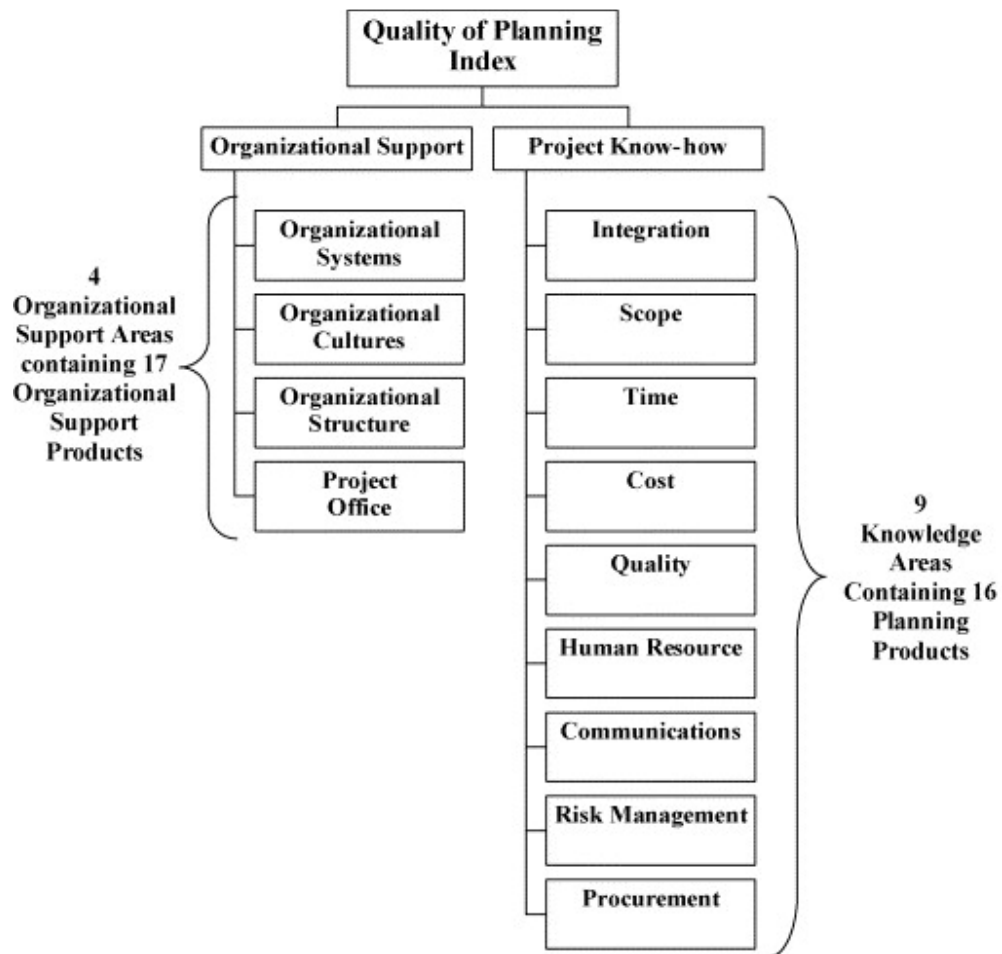 Quality of Planning
Index
Organizational Support
Project Know-how
4
Organizational
Support Areas
containing 17
Organizational
Support
Products
Organizational
Systems
Organizational
Cultures
Organizational
Structure
Project
Office
Integration
Scope
Time
Cost
Quality
Human Resource
Communications
Risk Management
Procurement
9
Knowledge
Areas
Containing 16
Planning
Products